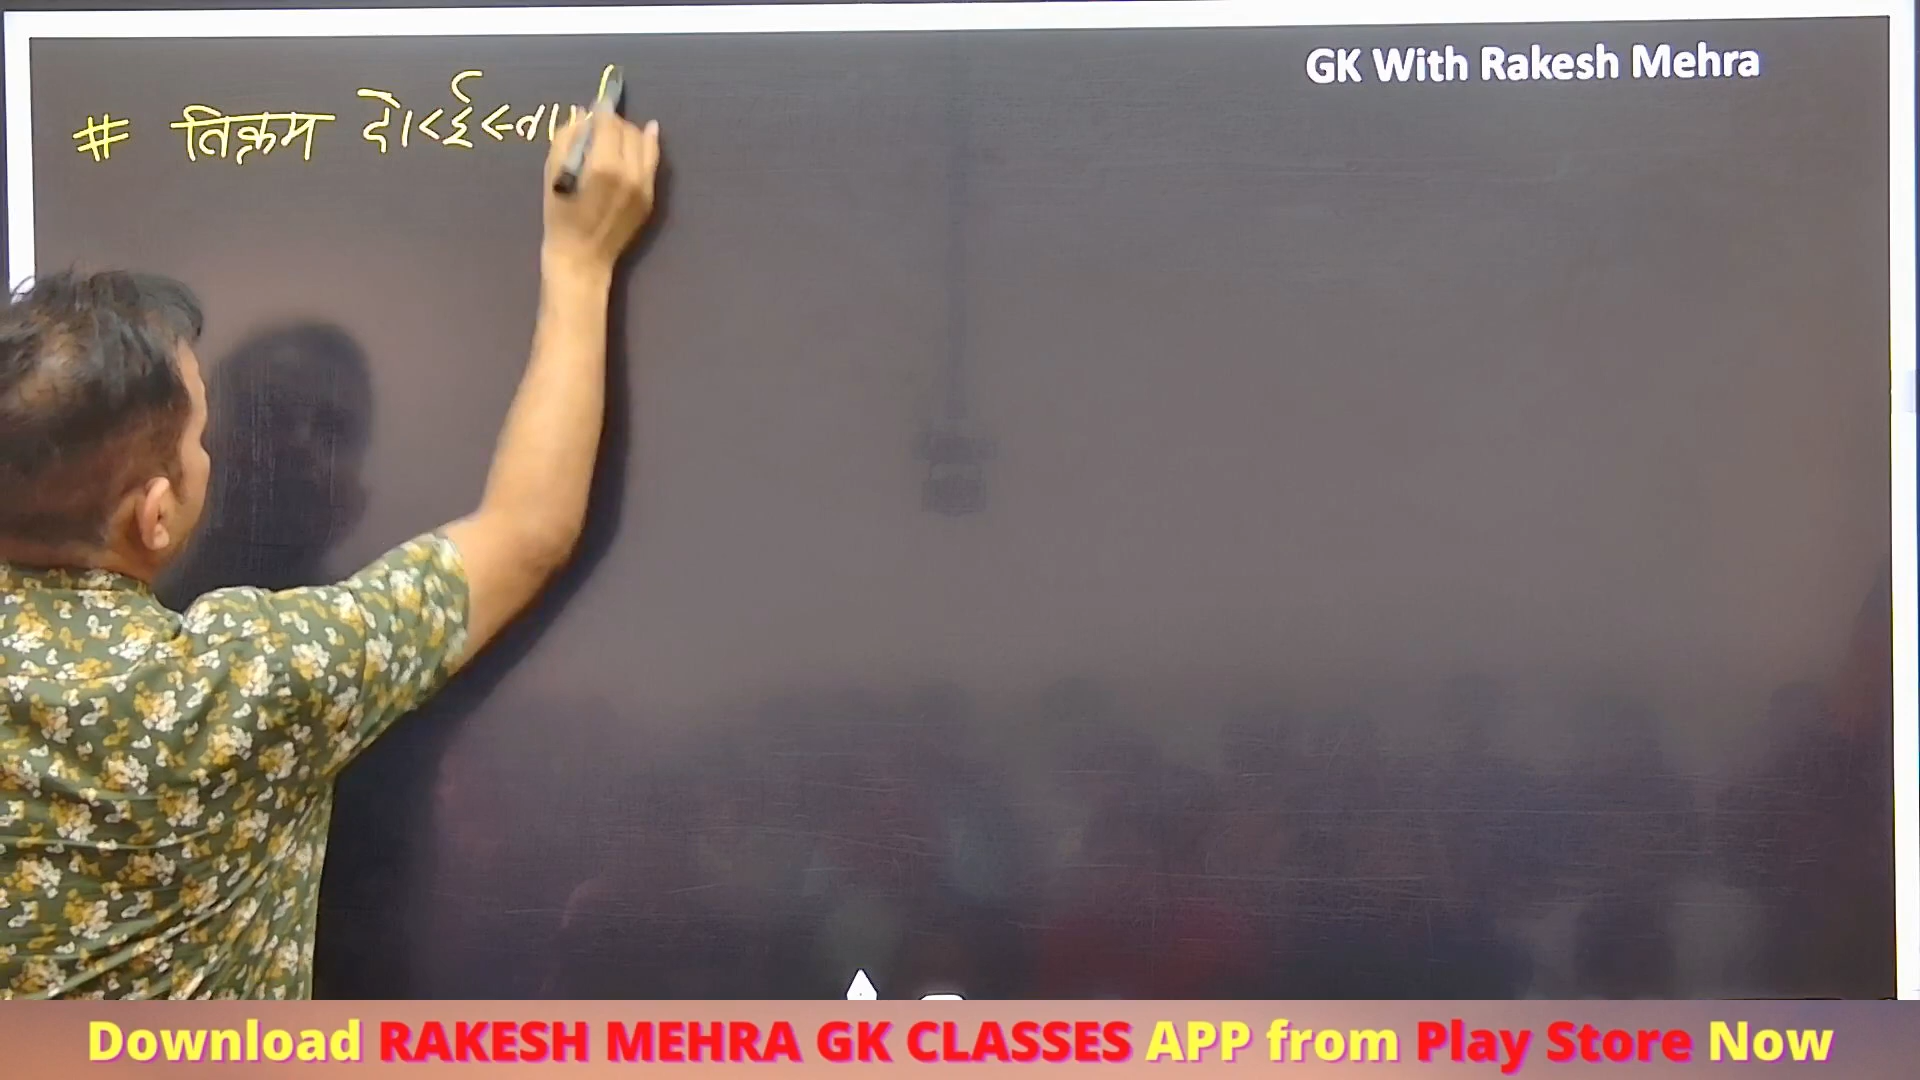 GK With Rakesh Mehra
# विक्रम
Download RAKESH MEHRA GK CLASSES APP from Play Store Now